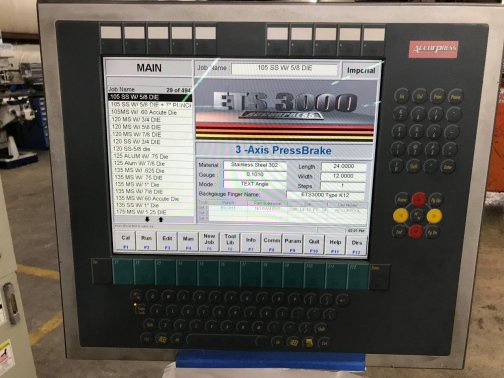 ACCURPRESS
MAIN
Job Name
105 SS W/ 5/8 DIE
Imperial
Job Name
29 of 494
105 SS W/ 5/8 DIE
105 SS W/ 5/8 DIE + 7" PUNCH
105MS W/ .60 Accute Die
120 MS W/ 3/4 DIE
120 MS W/ 5/8 DIE
120 MS W/ 7/8 DIE
120 SS W/ 3/4 DIE
120 SS-5/8 die
125 ALUM W/ .75 DIE
125 Alum W/ 7/8 DIE
135 MS W/ .625 DIE
135 MS W/ .75 DIE
135 MS W/ 1" DIE
135 MS W/ 7/8 DIE
135 MS W/.60 Accute Die
135 SS W/ 1" DIE
175 MS W/ 1.25 DIE
ETS 3000
ACCURPRESS
3 -Axis PressBrake
Material
Stainless Steel 302
Length
24.0000
Gauge
0.1010
Width
12.0000
Mode
TEXT Angle
Steps
1
Backgauge Finger Name:
ETS3000 Type K12
Cal
Run
Edit
Man
New Job
Tool Lib
Info
Comm
Param
Quit
Help
Dirs
F1
F2
F3
F4
F5
F6
F7
F8
F9
F10
F11
F12